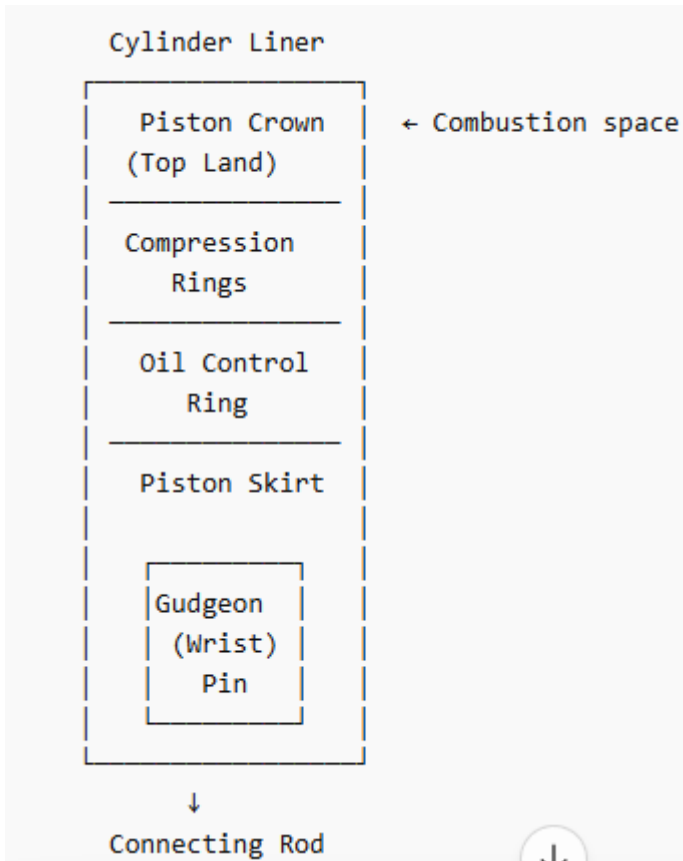 Cylinder Liner
Piston Crown ← Combustion space
(Top Land)
Compression
Rings
Oil Control
Ring
Piston Skirt
Gudgeon
(Wrist)
Pin
↓
Connecting Rod